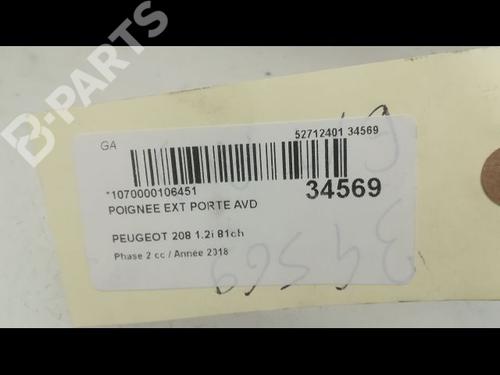 B-PARTS
GA
52712401 34569
*1070000106451
34569
POIGNEE EXT PORTE AVD
PEUGEOT 208 1.2i 81ch
Phase 2 cc / Année 2018
34569